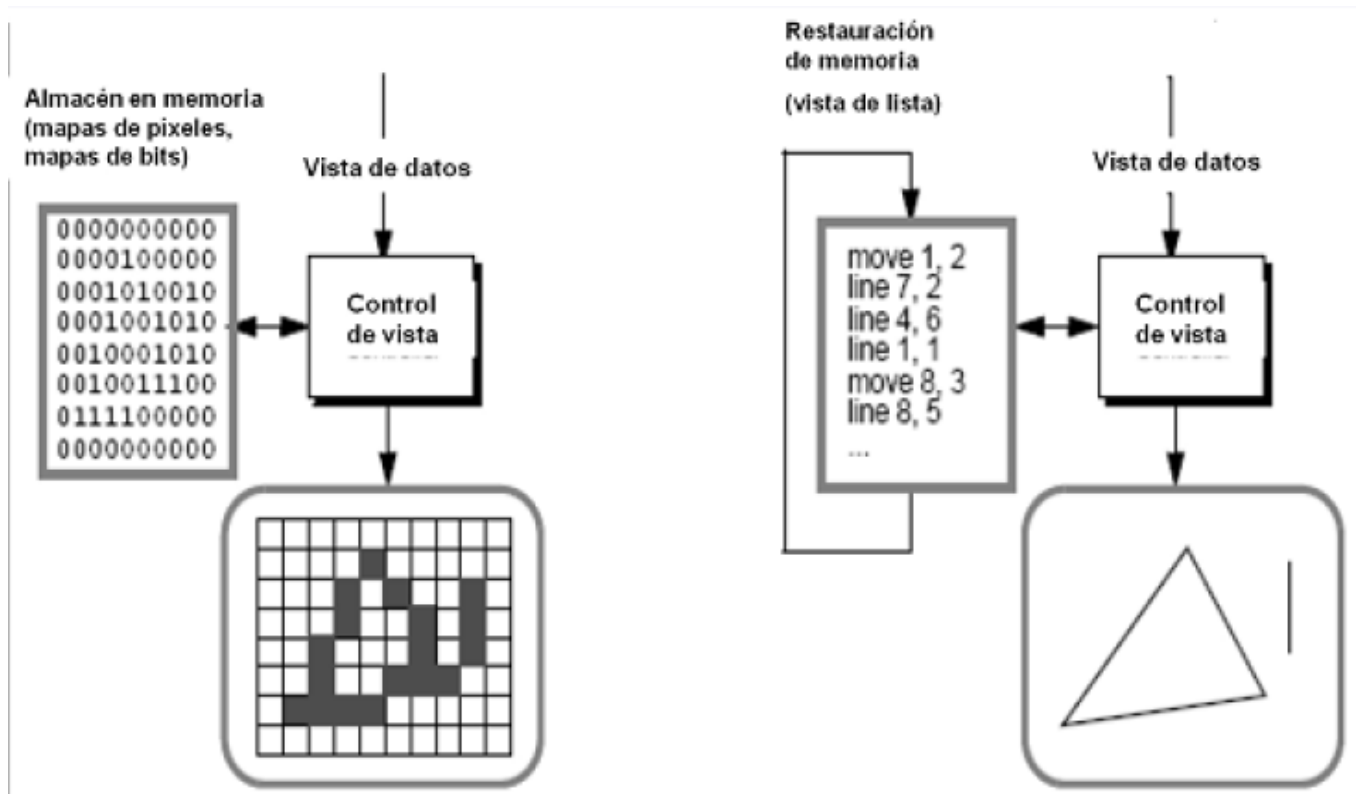 Almacén en memoria
(mapas de pixeles,
mapas de bits)
Vista de datos
0000000000
0000100000
0001010010
0001001010
0010001010
0010011100
0111100000
0000000000
Control
de vista
Restauración
de memoria
(vista de lista)
Vista de datos
move 1, 2
line 7, 2
line 4, 6
line 1, 1
move 8, 3
line 8, 5
...
Control
de vista